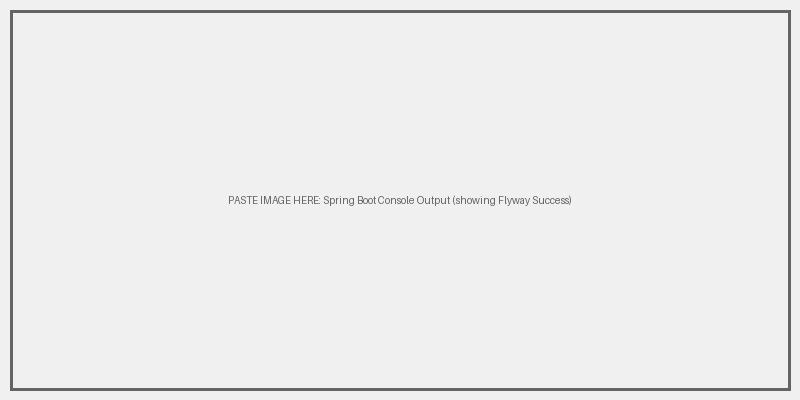 PASTE IMAGE HERE: Spring Boot Console Output (showing Flyway Success)